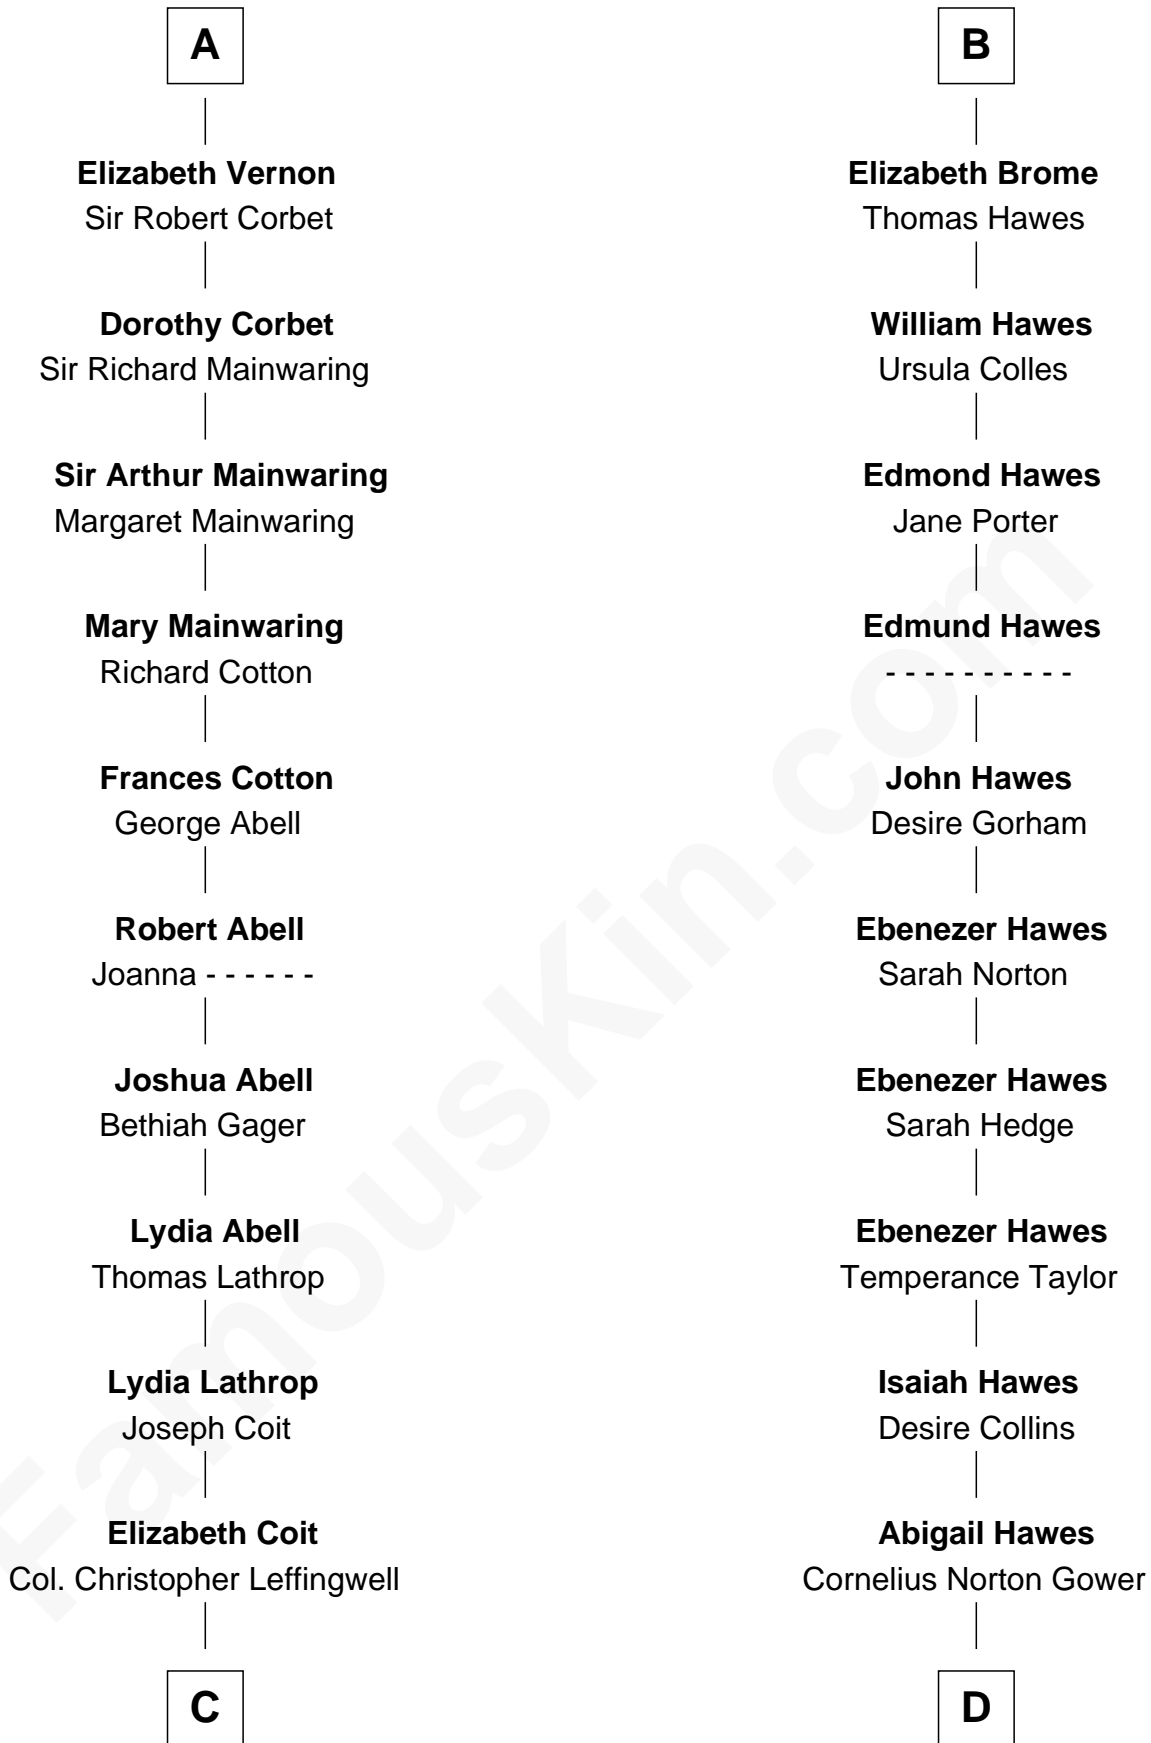 A
Elizabeth Vernon
Sir Robert Corbet
Dorothy Corbet
Sir Richard Mainwaring
Sir Arthur Mainwaring
Margaret Mainwaring
Mary Mainwaring
Richard Cotton
Frances Cotton
George Abell
Robert Abell
Joanna - - - - - -
Joshua Abell
Bethiah Gager
Lydia Abell
Thomas Lathrop
Lydia Lathrop
Joseph Coit
Elizabeth Coit
Col. Christopher Leffingwell
C
B
Elizabeth Brome
Thomas Hawes
William Hawes
Ursula Colles
Edmond Hawes
Jane Porter
Edmund Hawes
- - - - - - - - - -
John Hawes
Desire Gorham
Ebenezer Hawes
Sarah Norton
Ebenezer Hawes
Sarah Hedge
Ebenezer Hawes
Temperance Taylor
Isaiah Hawes
Desire Collins
Abigail Hawes
Cornelius Norton Gower
D
FamousKin.com